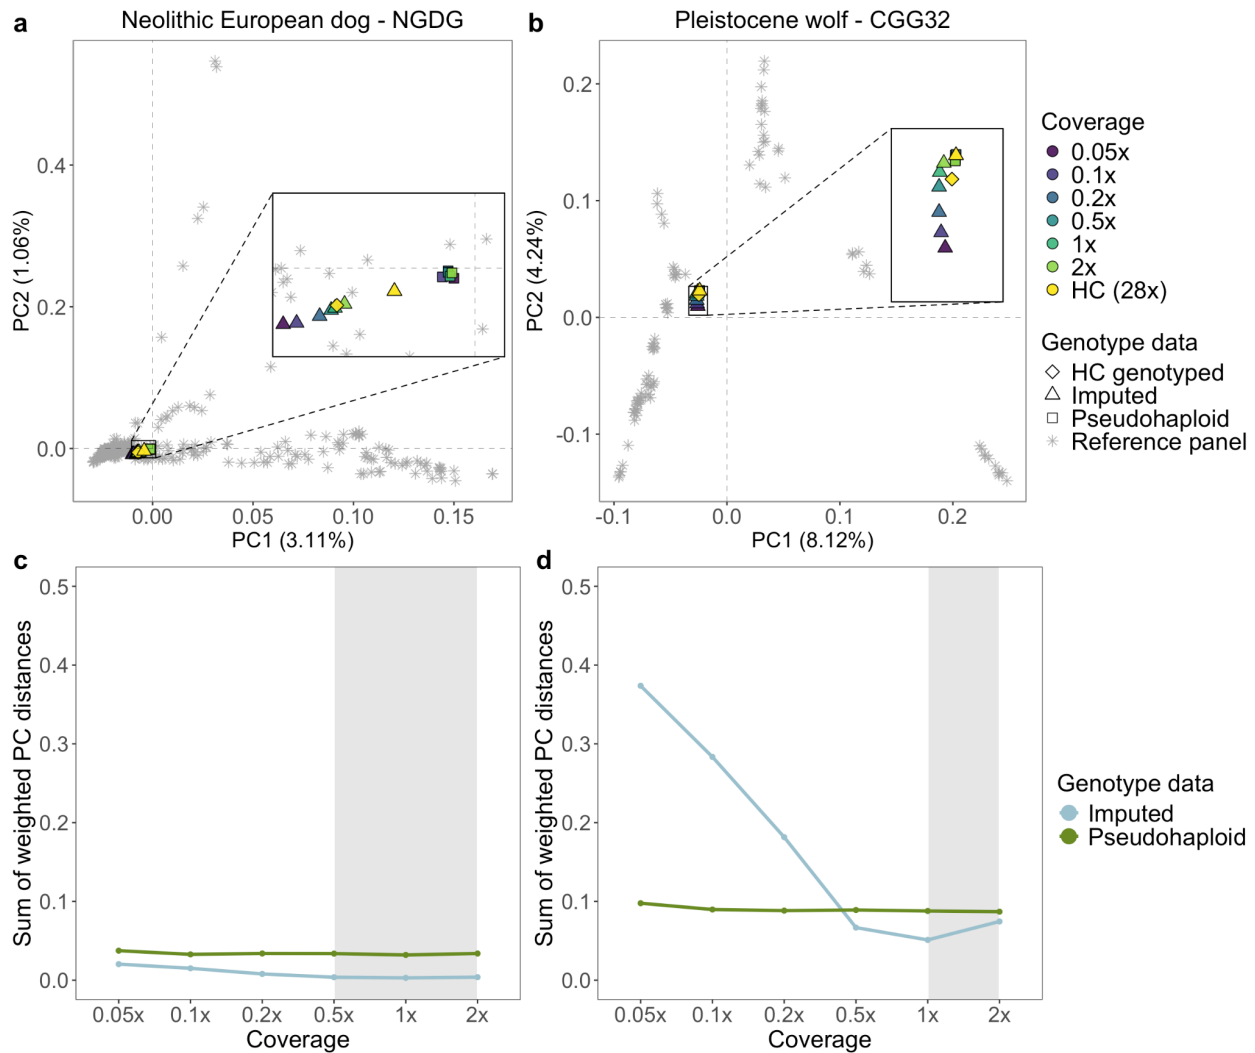 a
Neolithic European dog - NGDG
b
Pleistocene wolf - CGG32
PC2 (1.06%)
0.4
0.2
0.0
0.00
0.05
0.10
0.15
PC1 (3.11%)
PC2 (4.24%)
0.2
0.1
0.0
-0.1
-0.1
0.0
0.1
0.2
PC1 (8.12%)
Coverage
0.05x
0.1x
0.2x
0.5x
1x
2x
HC (28x)
Genotype data
HC genotyped
Imputed
Pseudohaploid
Reference panel
c
Sum of weighted PC distances
0.5
0.4
0.3
0.2
0.1
0.0
0.05x
0.1x
0.2x
0.5x
1x
2x
Coverage
d
Sum of weighted PC distances
0.5
0.4
0.3
0.2
0.1
0.0
0.05x
0.1x
0.2x
0.5x
1x
2x
Coverage
Genotype data
Imputed
Pseudohaploid